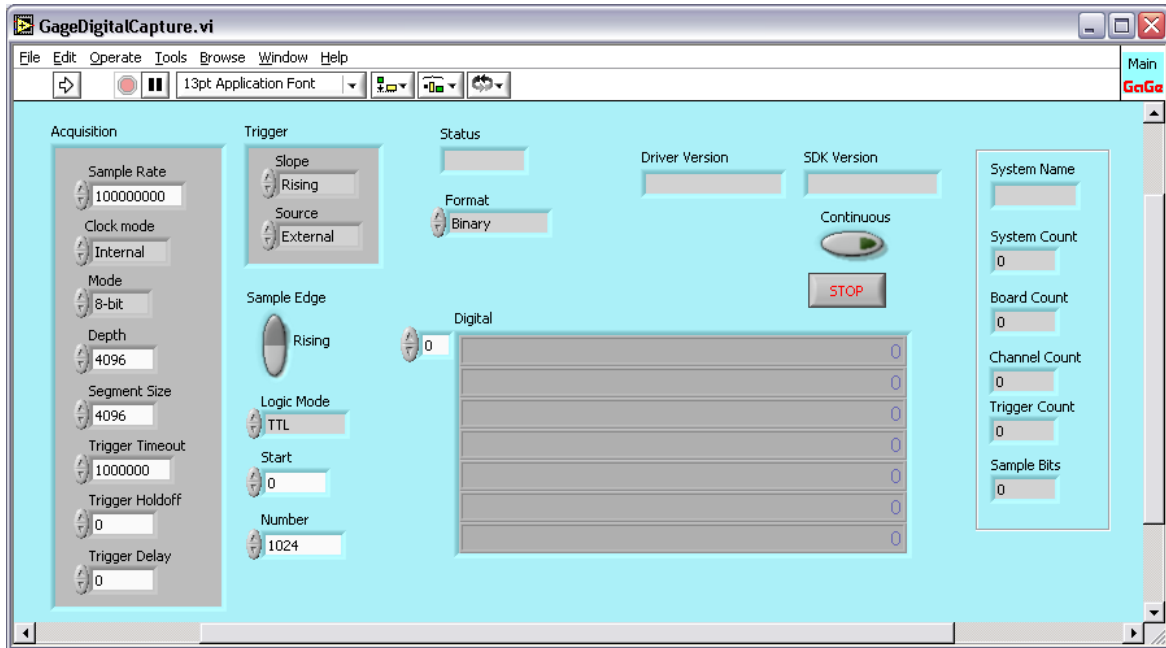 GageDigitalCapture.vi
File Edit Operate Tools Browse Window Help
13pt Application Font
Main
GaGe
Acquisition
Sample Rate
100000000
Clock mode
Internal
Mode
8-bit
Depth
4096
Segment Size
4096
Trigger Timeout
1000000
Trigger Holdoff
0
Trigger Delay
0
Trigger
Slope
Rising
Source
External
Sample Edge
Rising
Logic Mode
TTL
Start
0
Number
1024
Status
Format
Binary
Driver Version
SDK Version
Continuous
STOP
Digital
0
0
0
0
0
0
0
0
System Name
System Count
0
Board Count
0
Channel Count
0
Trigger Count
0
Sample Bits
0